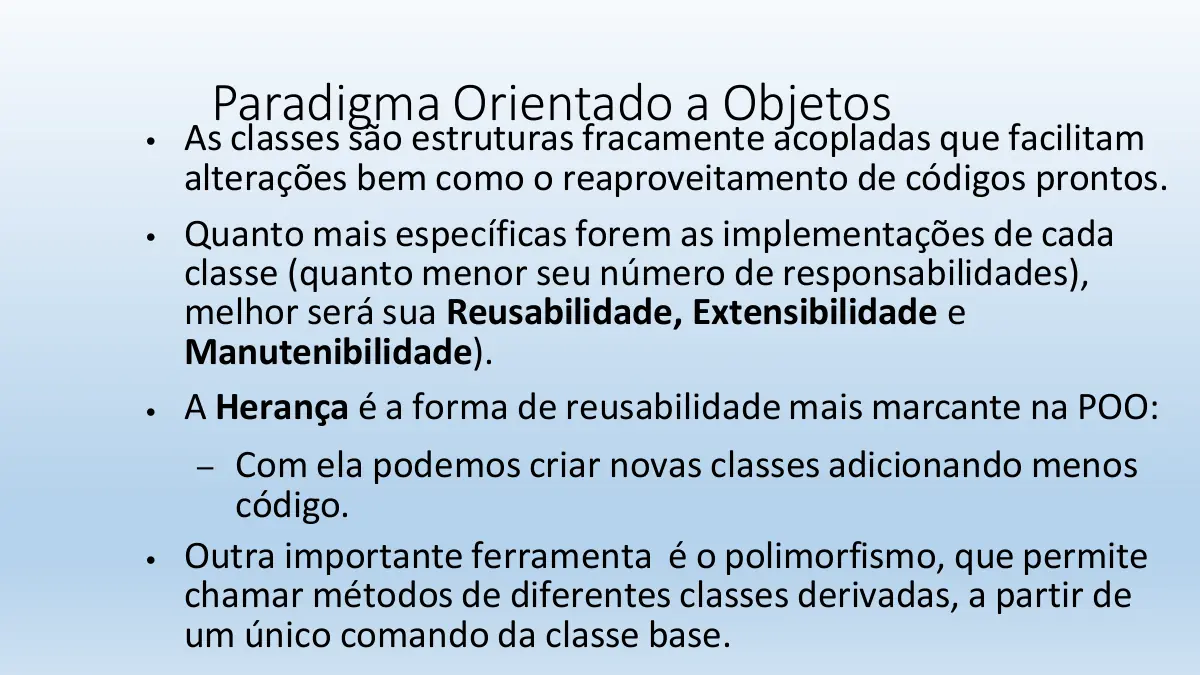 Paradigma Orientado a Objetos
• As classes são estruturas fracamente acopladas que facilitam
alterações bem como o reaproveitamento de códigos prontos.
• Quanto mais específicas forem as implementações de cada
classe (quanto menor seu número de responsabilidades),
melhor será sua Reusabilidade, Extensibilidade e
Manutenibilidade).
• A Herança é a forma de reusabilidade mais marcante na POO:
– Com ela podemos criar novas classes adicionando menos
código.
• Outra importante ferramenta é o polimorfismo, que permite
chamar métodos de diferentes classes derivadas, a partir de
um único comando da classe base.